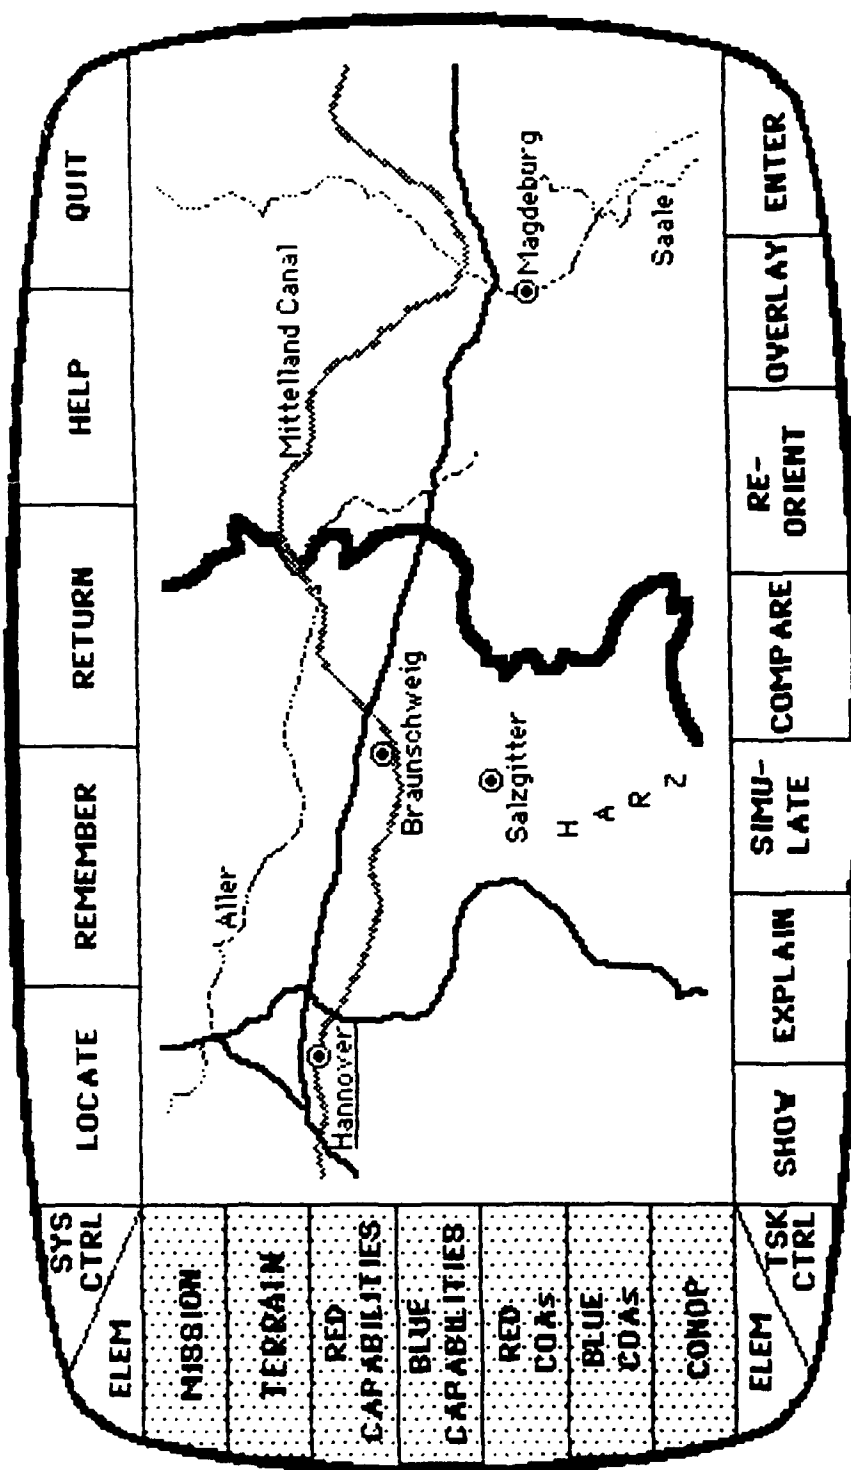 SYS
CTRL
LOCATE
REMEMBER
RETURN
HELP
QUIT
ELEM
MISSION
TERRAIN
RED
CAPABILITIES
BLUE
CAPABILITIES
RED
COAs
BLUE
COAs
CONOP
Aller
Mittelland Canal
Hannover
Braunschweig
Magdeburg
Salzgitter
H
A
R
Z
Saale
ELEM
TSK
CTRL
SHOW
EXPLAIN
SIMU-
LATE
COMPARE
RE-
ORIENT
OVERLAY
ENTER